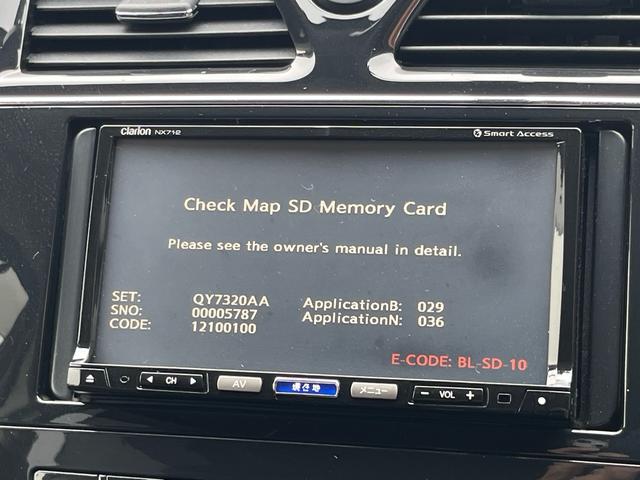 clarion NX712
Smart Access
Check Map SD Memory Card
Please see the owner's manual in detail.
SET: QY7320AA ApplicationB: 029
SNO: 00005787 ApplicationN: 036
CODE: 12100100
E-CODE: BL-SD-10
CH AV 現在地 メニュー − VOL +